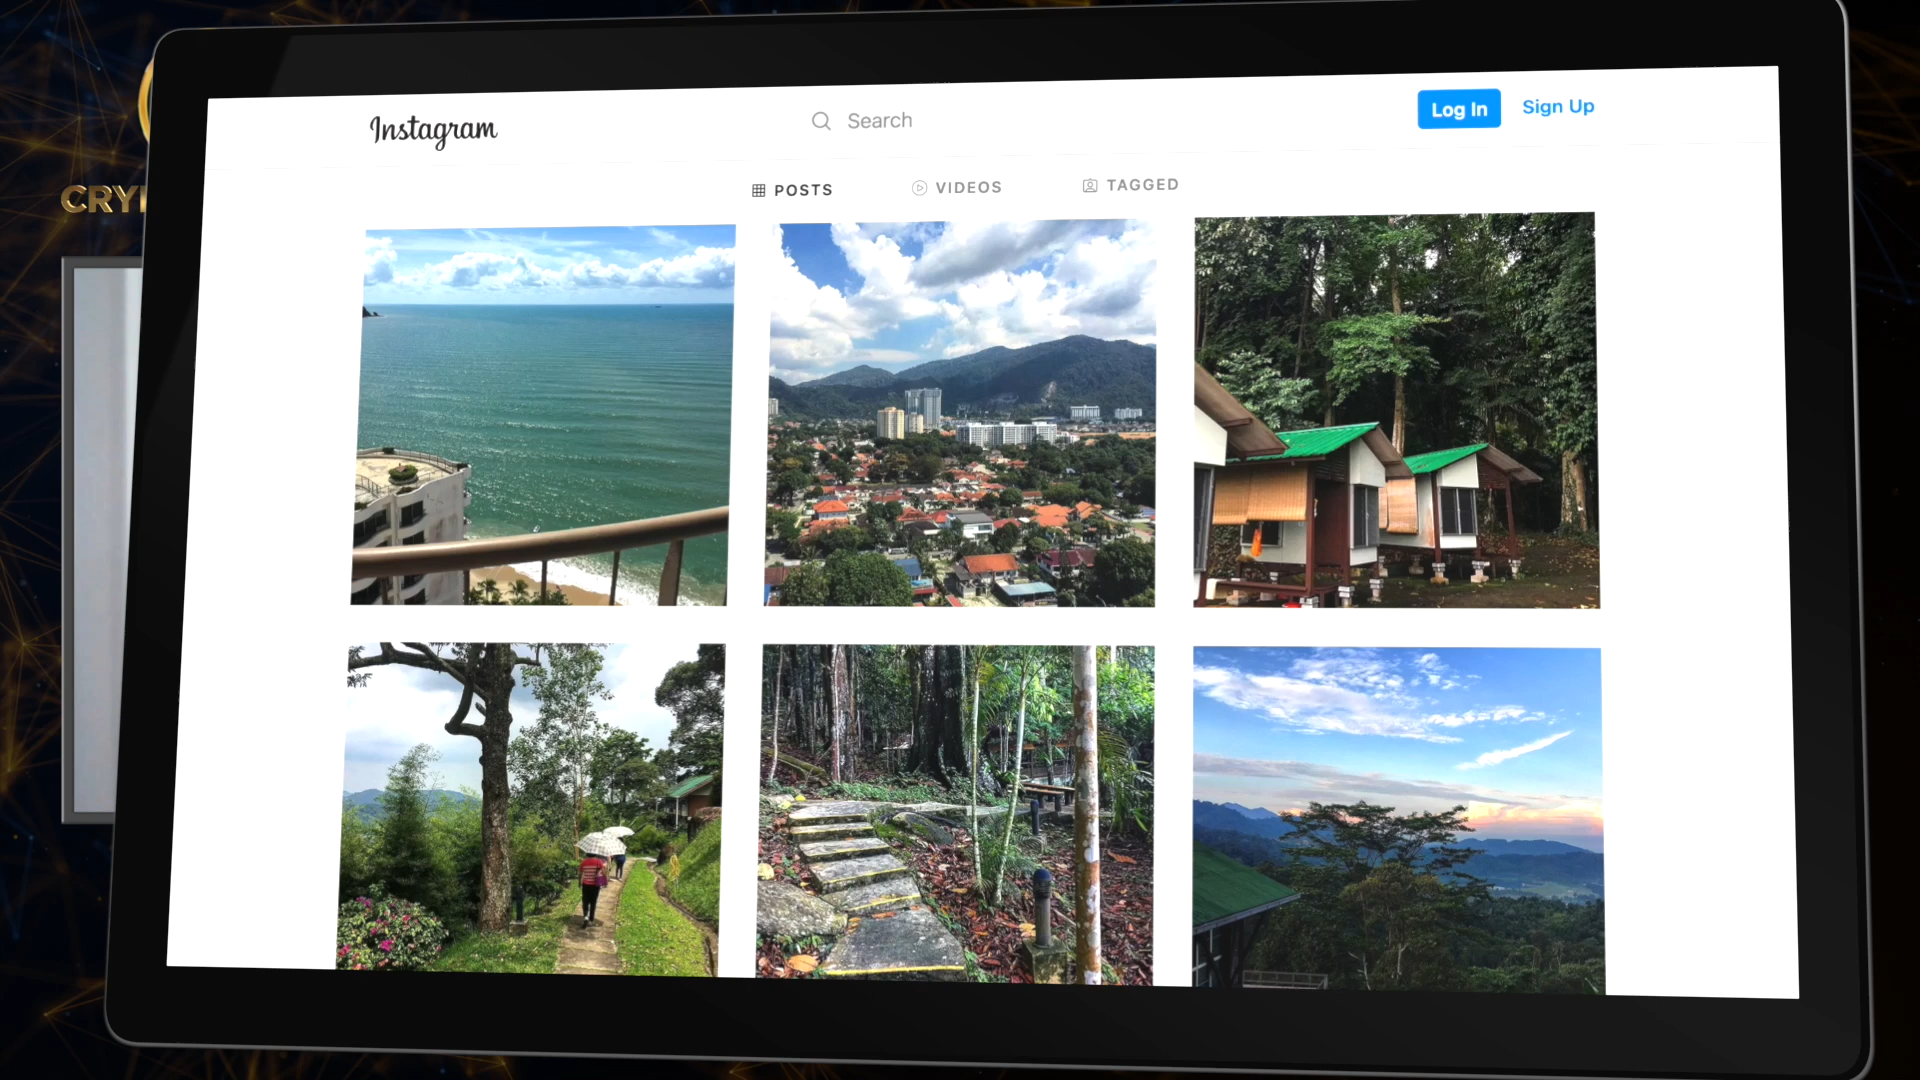 Instagram
Search
Log In
Sign Up
POSTS
VIDEOS
TAGGED